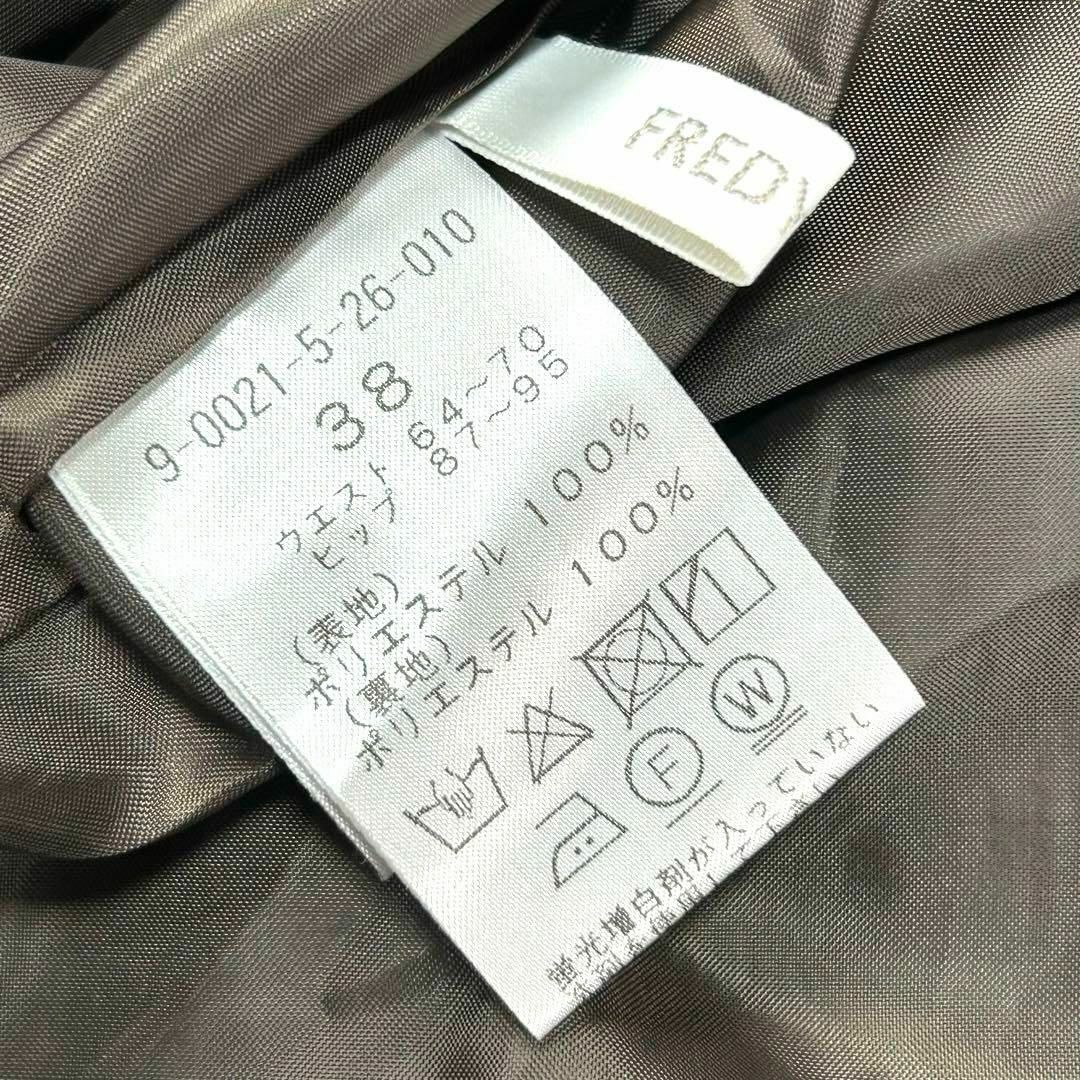 FRED
9-0021-5-26-010
38
ウエスト 64～70
ヒップ 87～95
(表地)
ポリエステル 100%
(裏地)
ポリエステル 100%
F
W
蛍光増白剤が入っていない